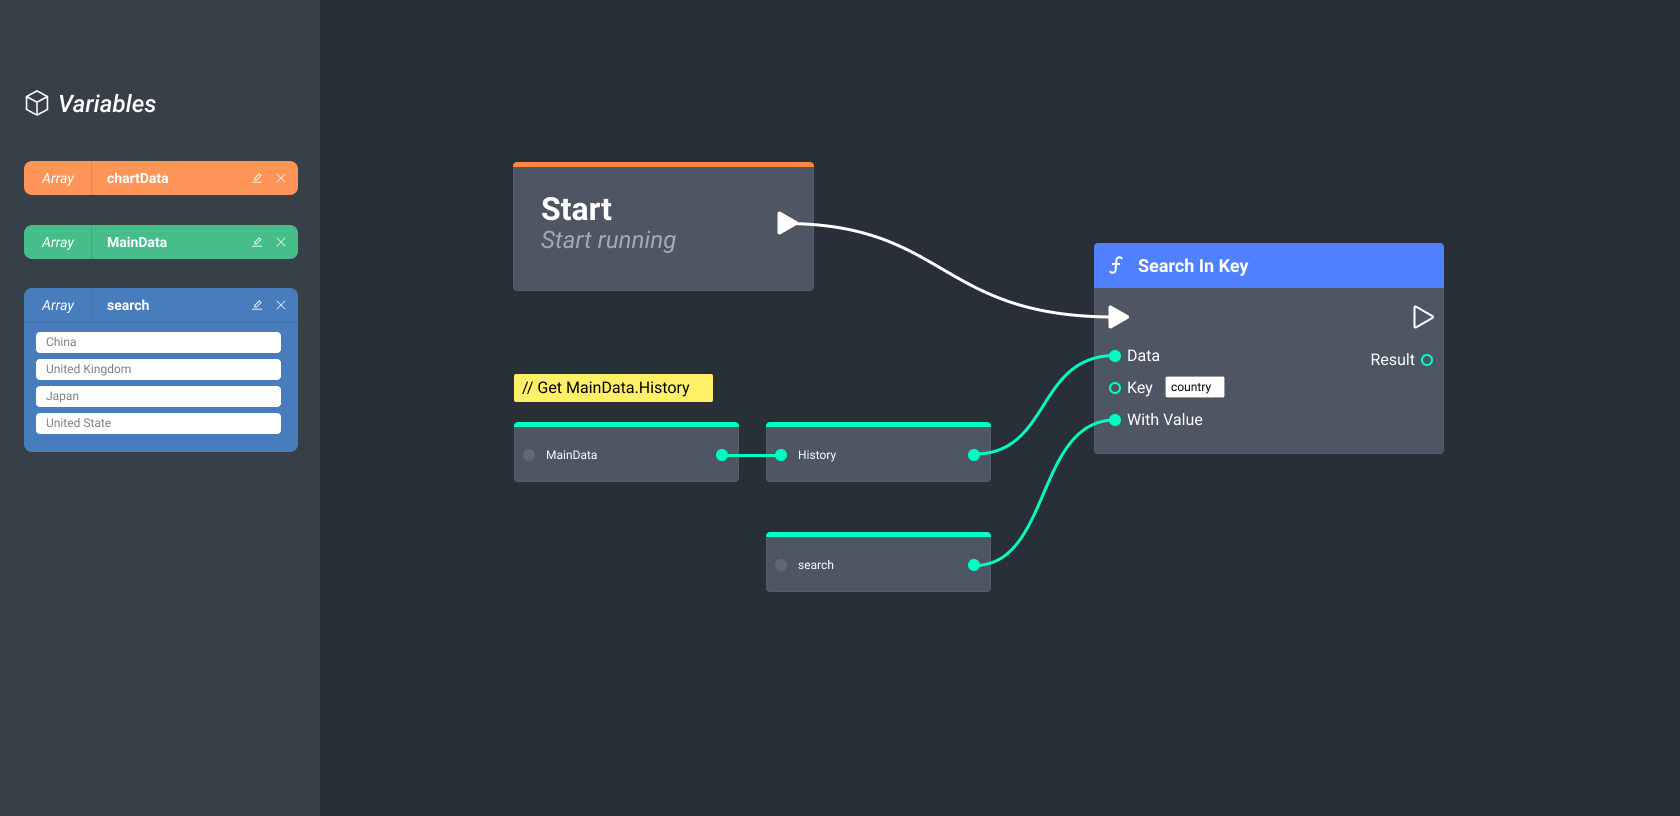 Variables
Array chartData
Array MainData
Array search
China
United Kingdom
Japan
United State
Start
Start running
// Get MainData.History
MainData
History
search
Search In Key
Data
Result
Key country
With Value